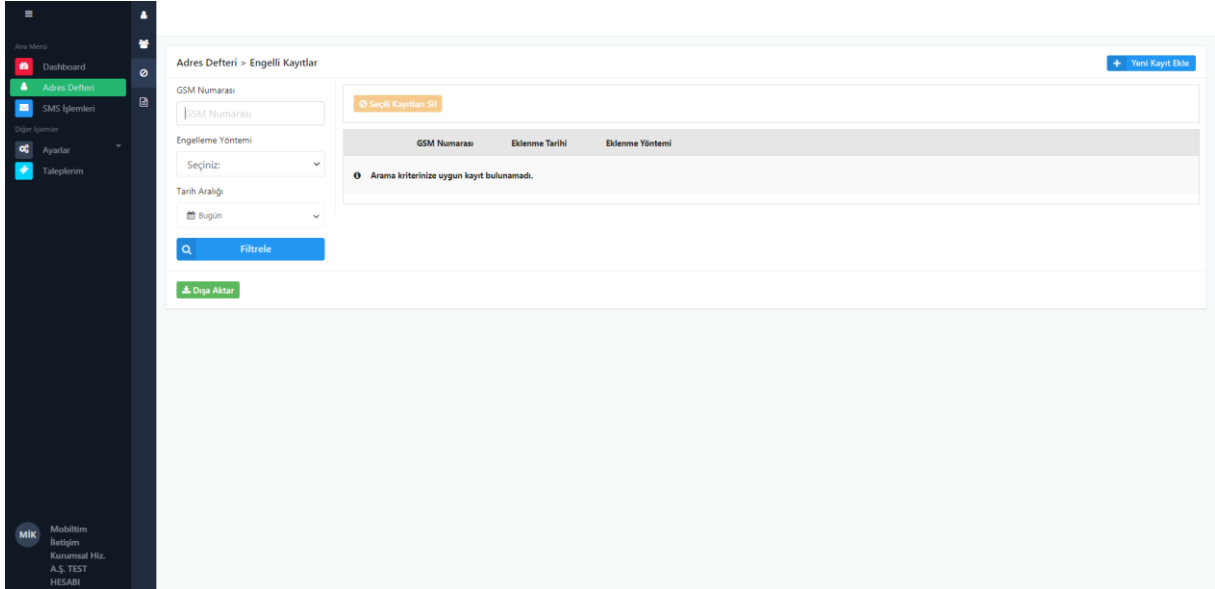 Ana Menü
Dashboard
Adres Defteri
SMS İşlemleri
Diğer İşlemler
Ayarlar
Taleplerim
MİK
Mobiltim
İletişim
Kurumsal Hiz.
A.Ş. TEST
HESABI
Adres Defteri > Engelli Kayıtlar
Yeni Kayıt Ekle
GSM Numarası
GSM Numarası
Engelleme Yöntemi
Seçiniz:
Tarih Aralığı
Bugün
Filtrele
Dışa Aktar
Seçili Kayıtları Sil
GSM Numarası Eklenme Tarihi Eklenme Yöntemi
Arama kriterinize uygun kayıt bulunamadı.